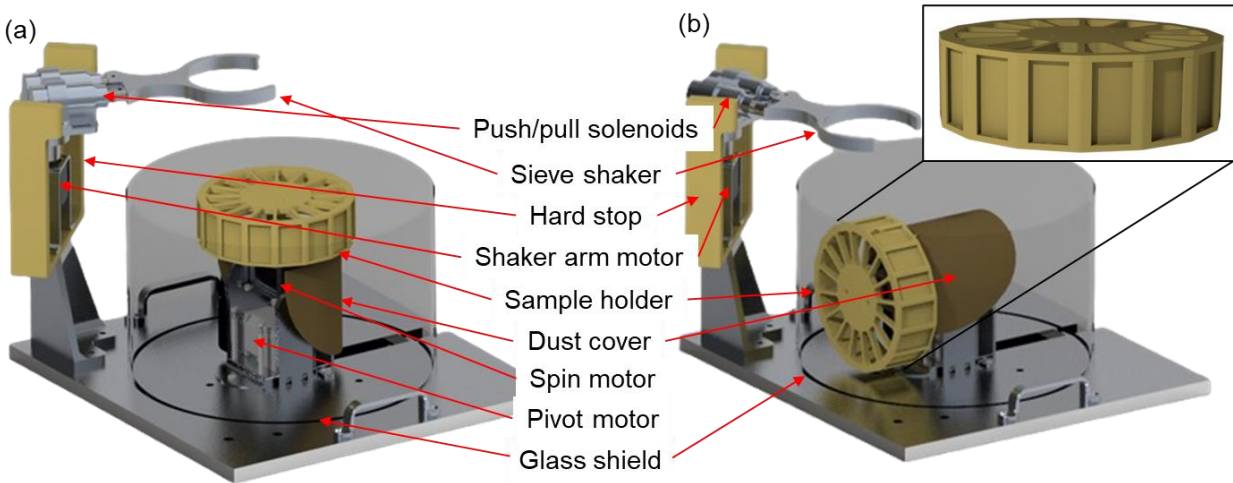 (a)
(b)
Push/pull solenoids
Sieve shaker
Hard stop
Shaker arm motor
Sample holder
Dust cover
Spin motor
Pivot motor
Glass shield